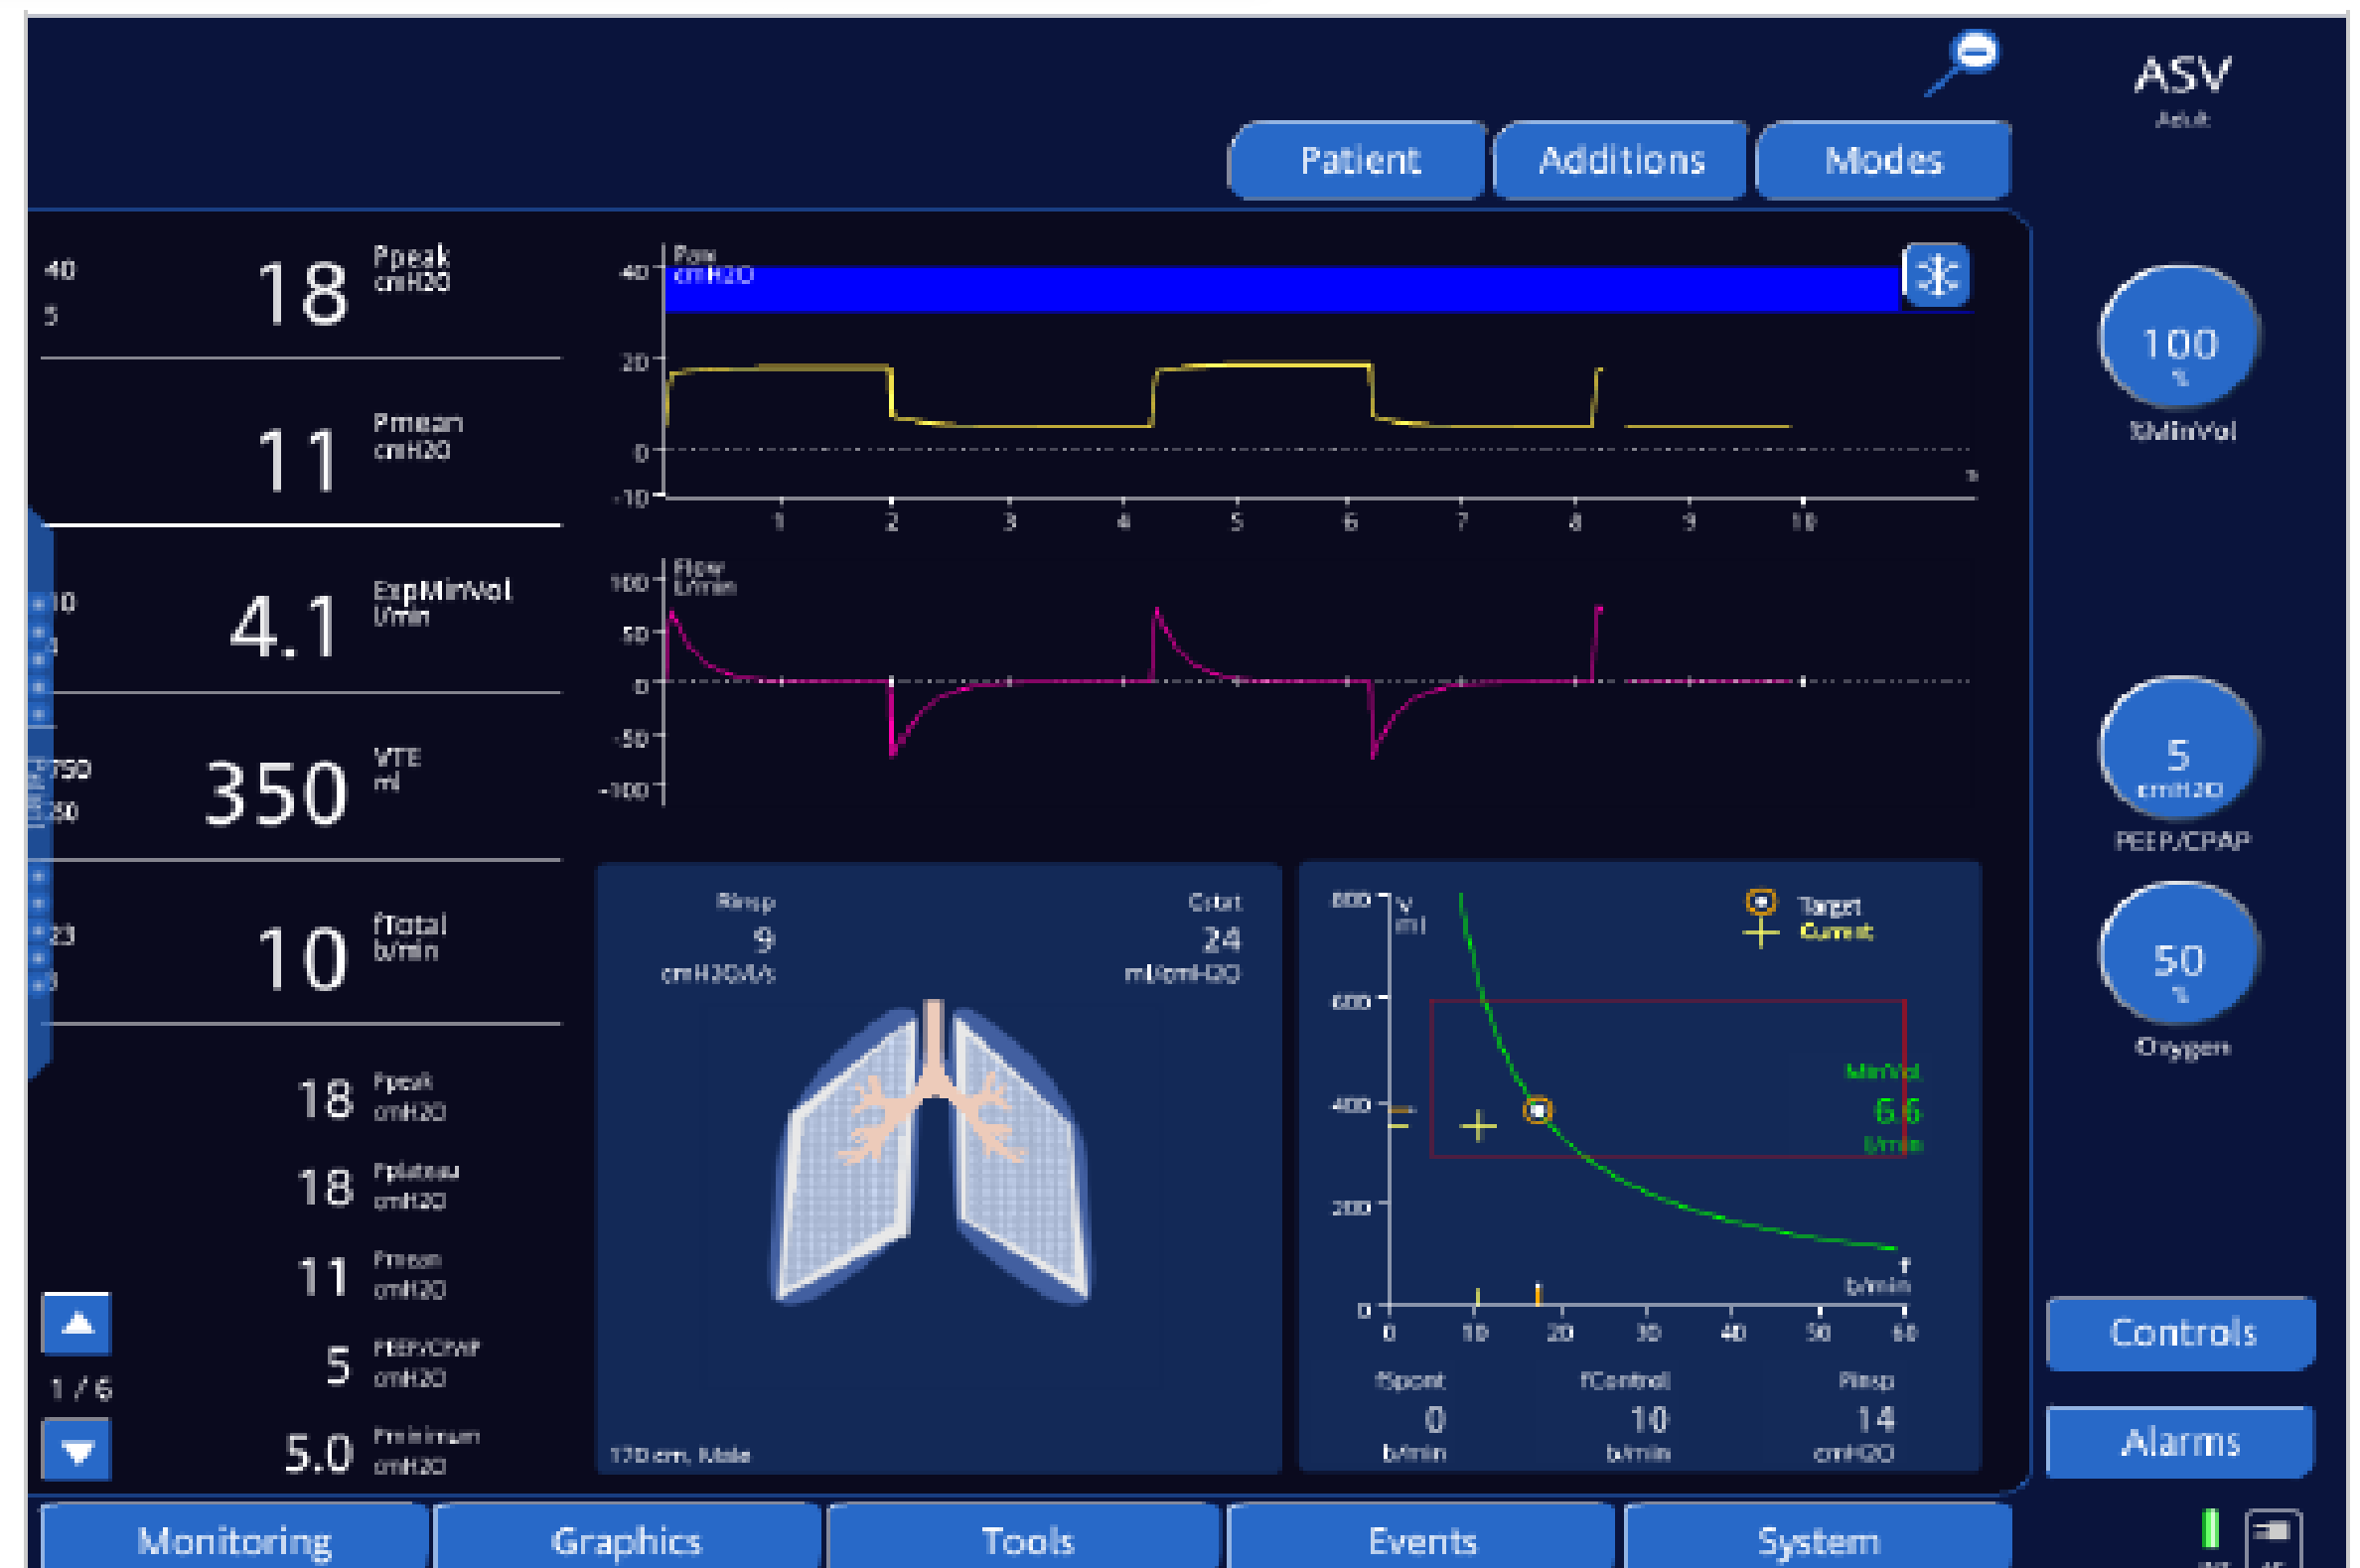 ASV
Adult
Patient
Additions
Modes
40
5
18
Ppeak
cmH2O
11
Pmean
cmH2O
10
4.1
ExpMinVol
l/min
750
350
VTE
ml
23
10
fTotal
b/min
18
Ppeak
cmH2O
18
Pplateau
cmH2O
11
Pmean
cmH2O
5
PEEP/CPAP
cmH2O
5.0
Pminimum
cmH2O
1 / 6
Paw
cmH2O
40
20
0
-10
s
1 2 3 4 5 6 7 8 9 10
Flow
l/min
100
50
0
-50
-100
Rinsp
9
cmH2O/l/s
Cstat
24
ml/cmH2O
170 cm, Male
800
V
ml
600
400
200
0
Target
Current
MinVol
6.6
l/min
f
b/min
0 10 20 30 40 50 60
fSpont
0
b/min
fControl
10
b/min
Pinsp
14
cmH2O
100
%
%MinVol
5
cmH2O
PEEP/CPAP
50
%
Oxygen
Controls
Alarms
Monitoring
Graphics
Tools
Events
System